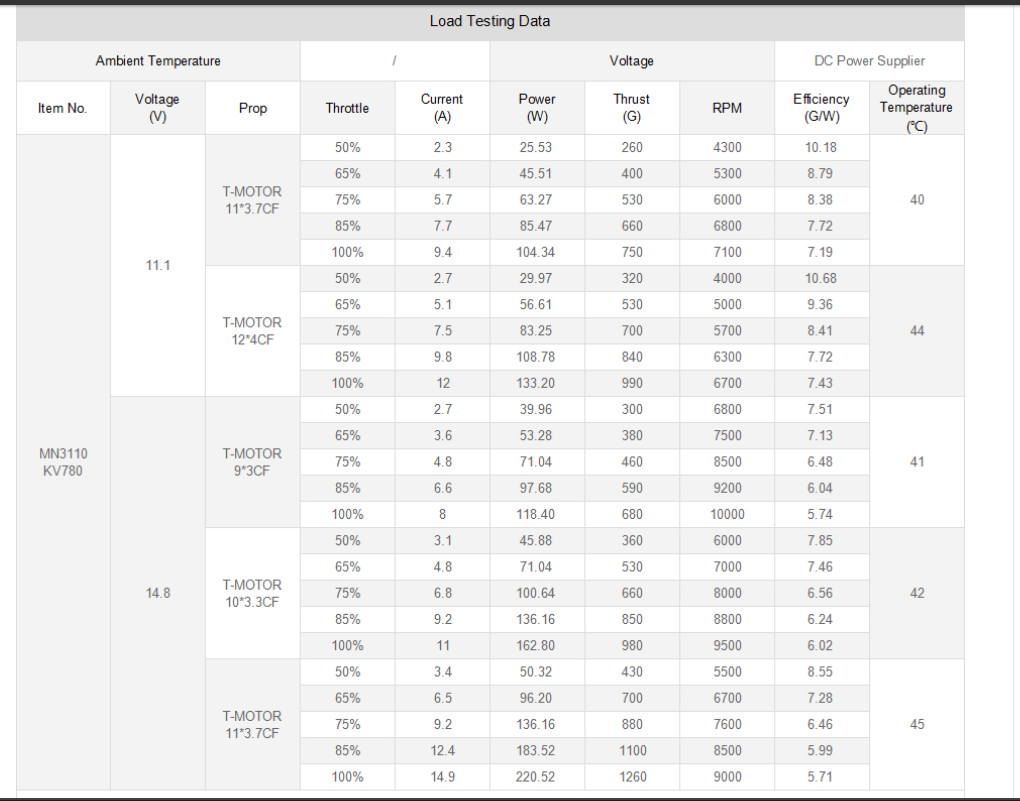 Load Testing Data
Ambient Temperature / Voltage DC Power Supplier
Item No. Voltage (V) Prop Throttle Current (A) Power (W) Thrust (G) RPM Efficiency (G/W) Operating Temperature (℃)
MN3110 KV780
11.1
T-MOTOR 11*3.7CF
50% 2.3 25.53 260 4300 10.18
65% 4.1 45.51 400 5300 8.79
75% 5.7 63.27 530 6000 8.38
85% 7.7 85.47 660 6800 7.72
100% 9.4 104.34 750 7100 7.19
40
T-MOTOR 12*4CF
50% 2.7 29.97 320 4000 10.68
65% 5.1 56.61 530 5000 9.36
75% 7.5 83.25 700 5700 8.41
85% 9.8 108.78 840 6300 7.72
100% 12 133.20 990 6700 7.43
44
14.8
T-MOTOR 9*3CF
50% 2.7 39.96 300 6800 7.51
65% 3.6 53.28 380 7500 7.13
75% 4.8 71.04 460 8500 6.48
85% 6.6 97.68 590 9200 6.04
100% 8 118.40 680 10000 5.74
41
T-MOTOR 10*3.3CF
50% 3.1 45.88 360 6000 7.85
65% 4.8 71.04 530 7000 7.46
75% 6.8 100.64 660 8000 6.56
85% 9.2 136.16 850 8800 6.24
100% 11 162.80 980 9500 6.02
42
T-MOTOR 11*3.7CF
50% 3.4 50.32 430 5500 8.55
65% 6.5 96.20 700 6700 7.28
75% 9.2 136.16 880 7600 6.46
85% 12.4 183.52 1100 8500 5.99
100% 14.9 220.52 1260 9000 5.71
45